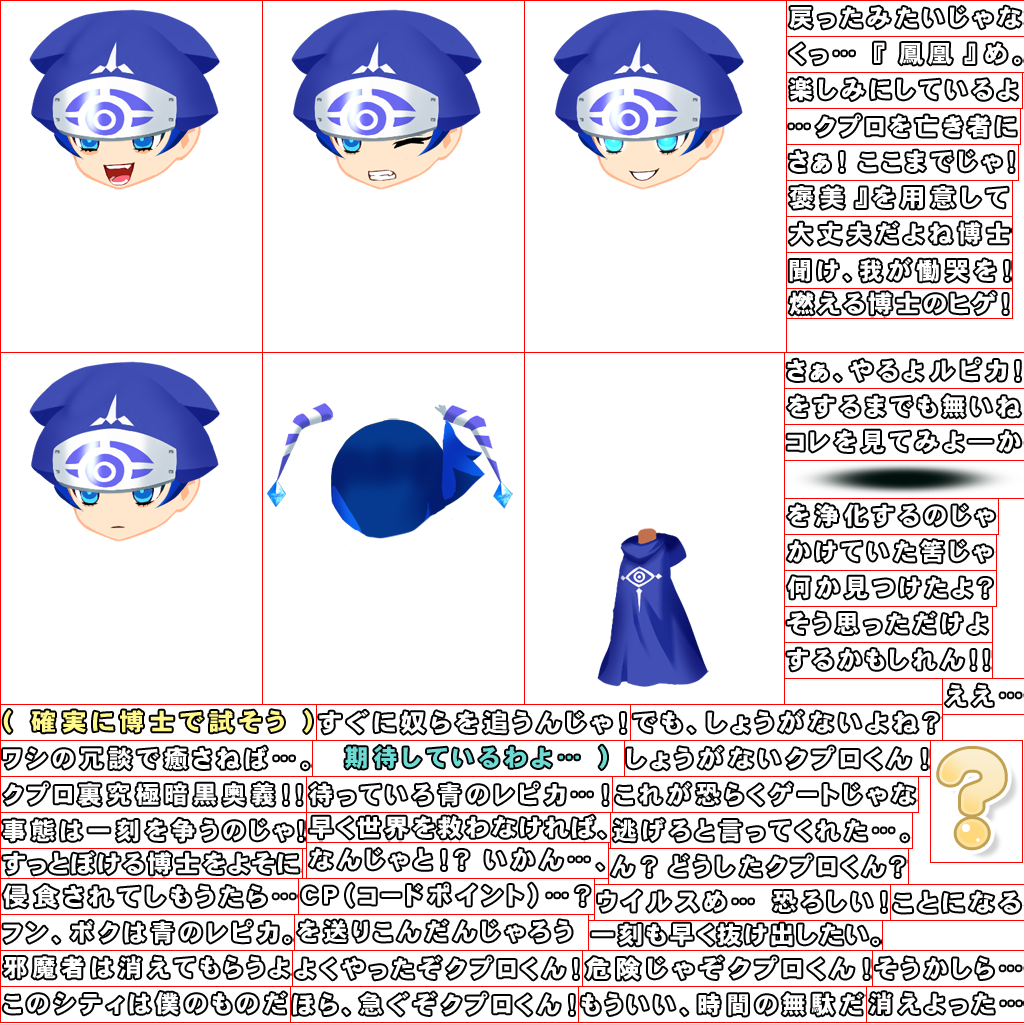 戻ったみたいじゃな
くっ…『 鳳凰 』め。
楽しみにしているよ
…クプロを亡き者に
さぁ！ここまでじゃ！
褒美 』を用意して
大丈夫だよね博士
聞け、我が慟哭を！
燃える博士のヒゲ！
さぁ、やるよルピカ！
をするまでも無いね
コレを見てみよーか
を浄化するのじゃ
かけていた筈じゃ
何か見つけたよ？
そう思っただけよ
するかもしれん！！
ええ…
（ 確実に博士で試そう ）
すぐに奴らを追うんじゃ！
でも、しょうがないよね？
ワシの冗談で癒さねば…。
期待しているわよ… ）
しょうがないクプロくん！
？
クプロ裏究極暗黒奥義！！
待っていろ青のレピカ…！
これが恐らくゲートじゃな
事態は一刻を争うのじゃ！
早く世界を救わなければ、
逃げろと言ってくれた…。
すっとぼける博士をよそに
なんじゃと！？ いかん…、
ん？どうしたクプロくん？
侵食されてしもうたら…
CP（コードポイント）…？
ウイルスめ… 恐ろしい！
ことになる
フン、ボクは青のレピカ。
を送りこんだんじゃろう
一刻も早く抜け出したい。
邪魔者は消えてもらうよ
よくやったぞクプロくん！
危険じゃぞクプロくん！
そうかしら…
このシティは僕のものだ
ほら、急ぐぞクプロくん！
もういい、時間の無駄だ
消えよった…